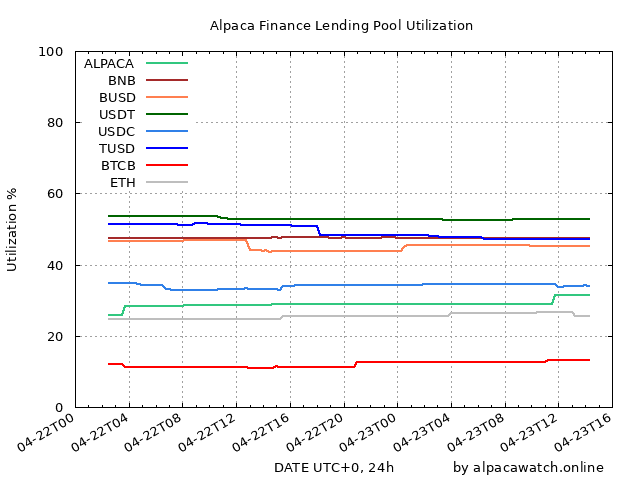 Alpaca Finance Lending Pool Utilization
100
80
60
40
20
0
Utilization %
ALPACA
BNB
BUSD
USDT
USDC
TUSD
BTCB
ETH
04-22T00
04-22T04
04-22T08
04-22T12
04-22T16
04-22T20
04-23T00
04-23T04
04-23T08
04-23T12
04-23T16
DATE UTC+0, 24h
by alpacawatch.online